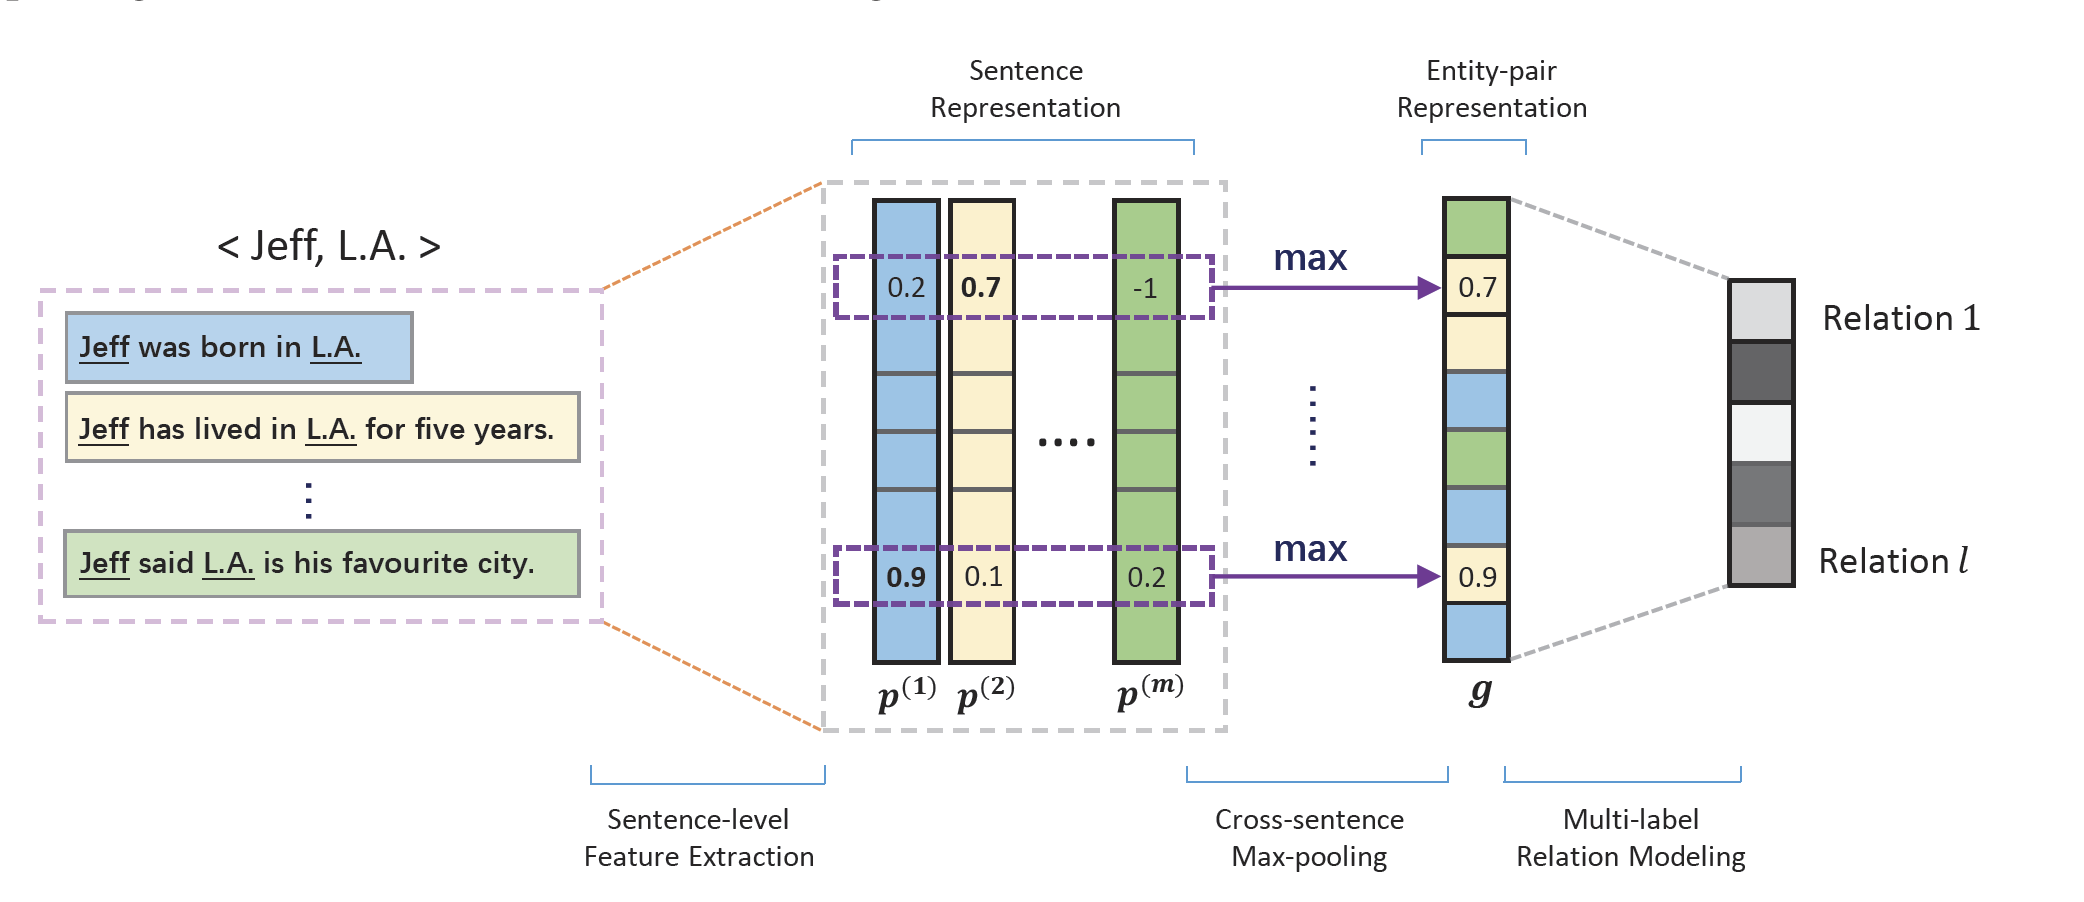 Sentence
Representation
Entity-pair
Representation
< Jeff, L.A. >
Jeff was born in L.A.
Jeff has lived in L.A. for five years.
⋮
Jeff said L.A. is his favourite city.
0.2 0.7 -1
max
0.7
....
0.9 0.1 0.2
max
0.9
p(1) p(2) p(m)
g
Relation 1
Relation l
Sentence-level
Feature Extraction
Cross-sentence
Max-pooling
Multi-label
Relation Modeling